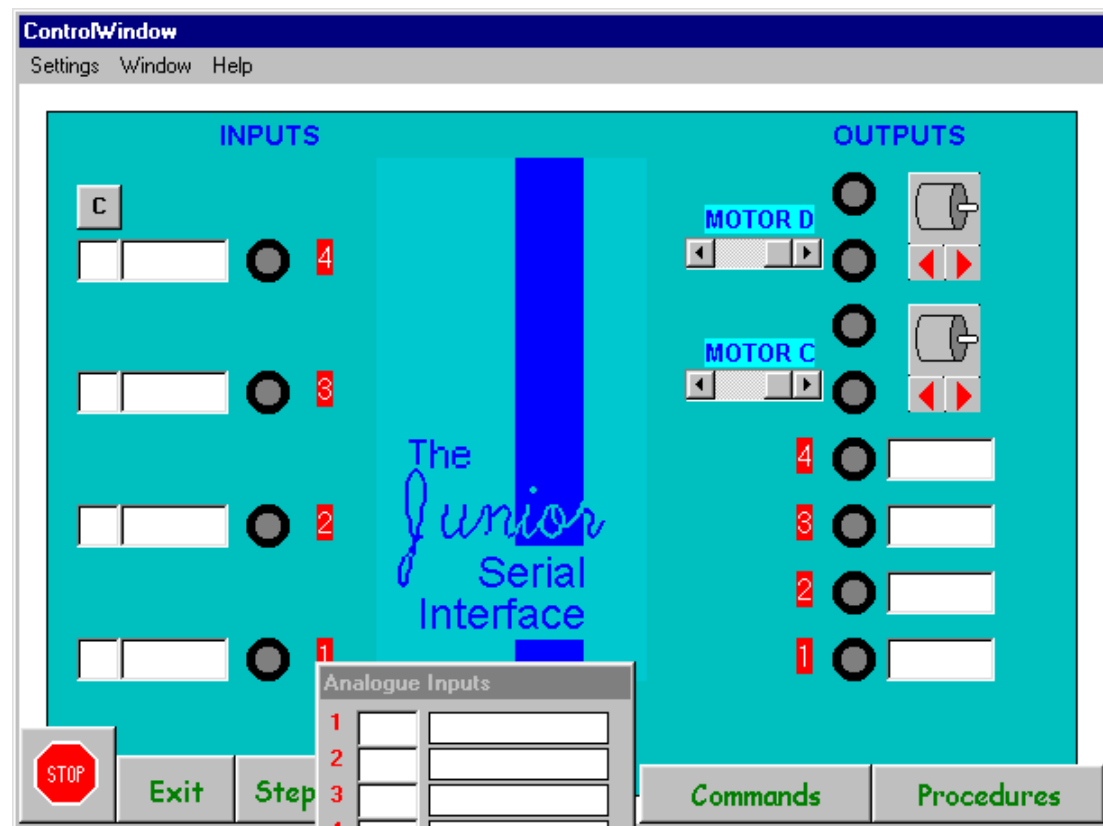 ControlWindow
Settings Window Help
INPUTS
OUTPUTS
C
4
3
2
1
The
Junior
Serial
Interface
MOTOR D
MOTOR C
4
3
2
1
Analogue Inputs
1
2
3
STOP
Exit
Step
Commands
Procedures